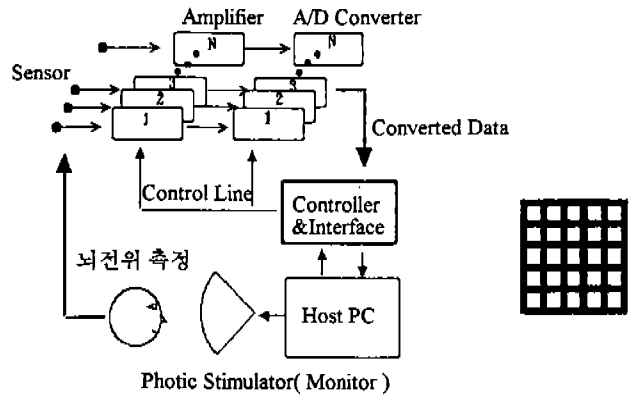 Amplifier A/D Converter
N N
Sensor
3 3
2 2
1 1
Converted Data
Control Line
Controller
&Interface
뇌전위 측정
Host PC
Photic Stimulator( Monitor )